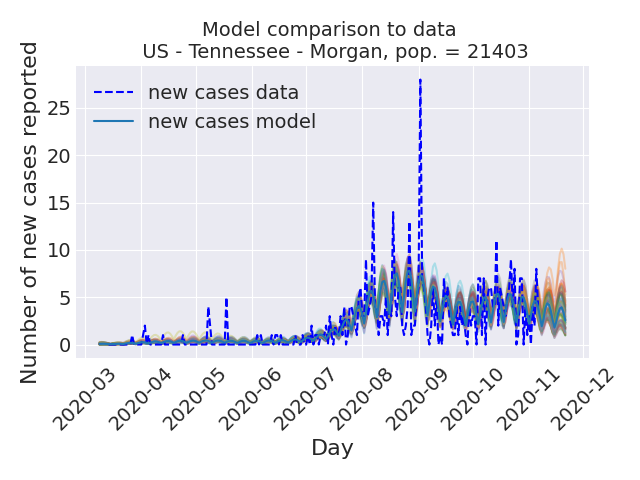 Model comparison to data
US - Tennessee - Morgan, pop. = 21403
Number of new cases reported
25
20
15
10
5
0
new cases data
new cases model
2020-03
2020-04
2020-05
2020-06
2020-07
2020-08
2020-09
2020-10
2020-11
2020-12
Day